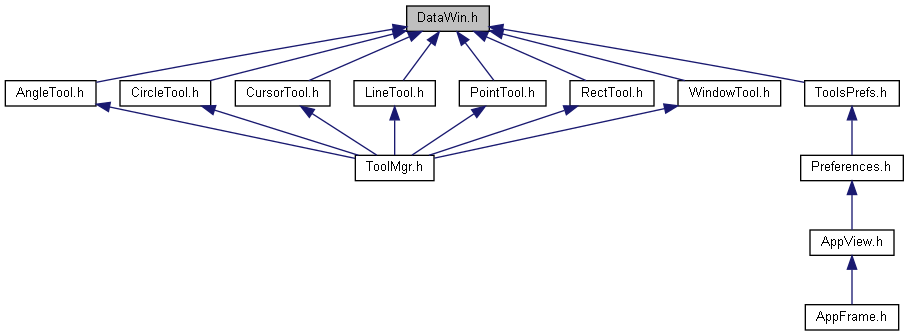 DataWin.h
AngleTool.h
CircleTool.h
CursorTool.h
LineTool.h
PointTool.h
RectTool.h
WindowTool.h
ToolsPrefs.h
ToolMgr.h
Preferences.h
AppView.h
AppFrame.h